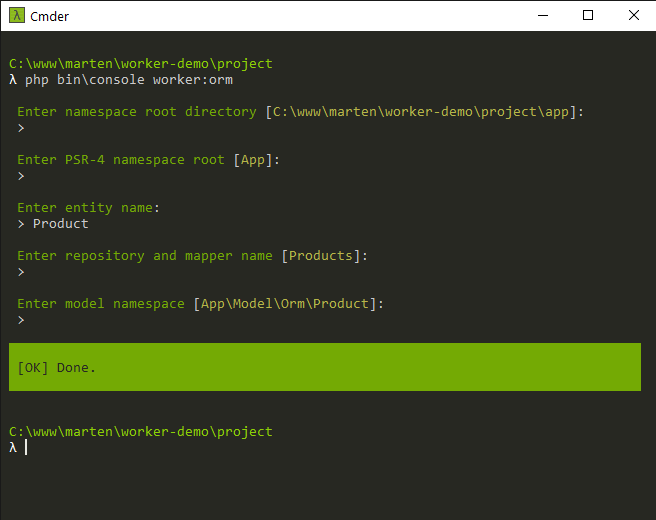 λ Cmder
C:\www\marten\worker-demo\project
λ php bin\console worker:orm
Enter namespace root directory [C:\www\marten\worker-demo\project\app]:
>
Enter PSR-4 namespace root [App]:
>
Enter entity name:
> Product
Enter repository and mapper name [Products]:
>
Enter model namespace [App\Model\Orm\Product]:
>
[OK] Done.
C:\www\marten\worker-demo\project
λ